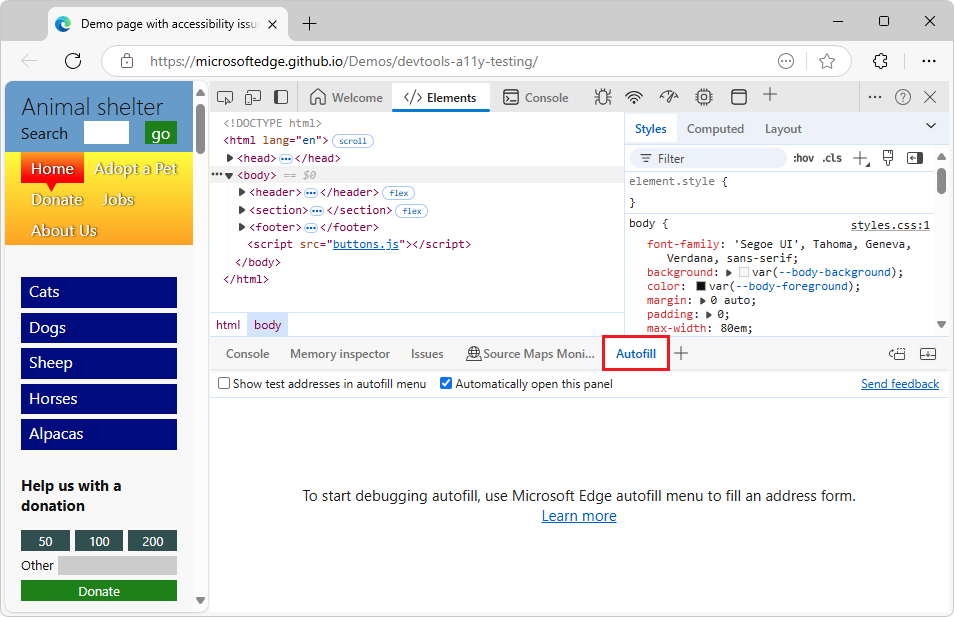 Demo page with accessibility issu
https://microsoftedge.github.io/Demos/devtools-a11y-testing/
Animal shelter
Search go
Home Adopt a Pet
Donate Jobs
About Us
Cats
Dogs
Sheep
Horses
Alpacas
Help us with a
donation
50 100 200
Other
Donate
Welcome Elements Console
<!DOCTYPE html>
<html lang="en"> scroll
<head> </head>
<body> == $0
<header> </header> flex
<section> </section> flex
<footer> </footer>
<script src="buttons.js"></script>
</body>
</html>
html body
Styles Computed Layout
Filter :hov .cls
element.style {
}
body { styles.css:1
font-family: 'Segoe UI', Tahoma, Geneva,
Verdana, sans-serif;
background: var(--body-background);
color: var(--body-foreground);
margin: 0 auto;
padding: 0;
max-width: 80em;
Console Memory inspector Issues Source Maps Moni... Autofill
Show test addresses in autofill menu Automatically open this panel Send feedback
To start debugging autofill, use Microsoft Edge autofill menu to fill an address form.
Learn more